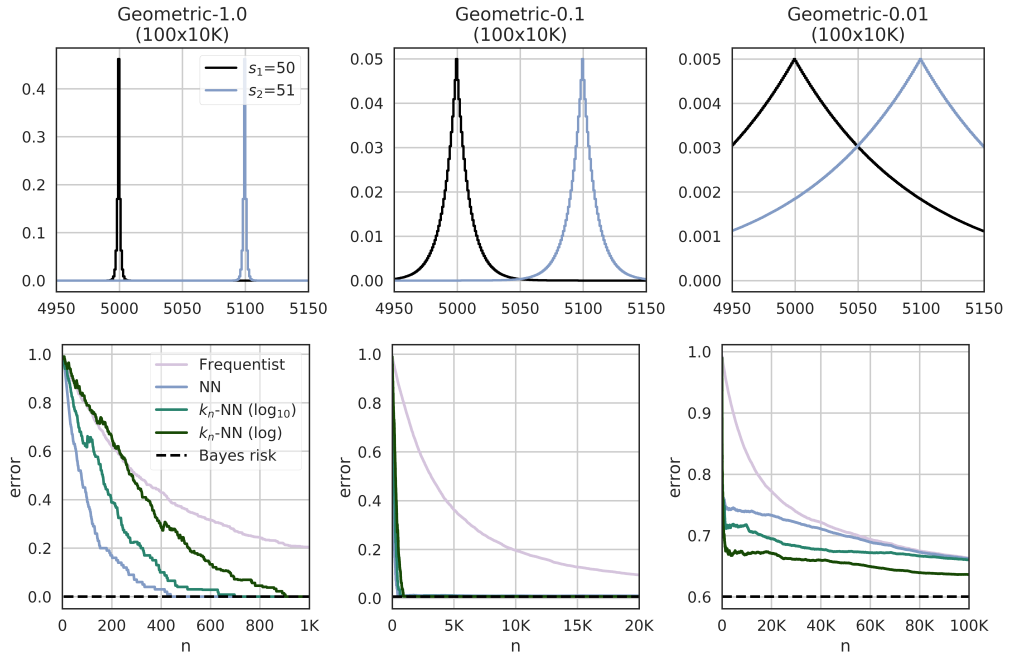 Geometric-1.0
(100x10K)
Geometric-0.1
(100x10K)
Geometric-0.01
(100x10K)
s₁=50
s₂=51
0.4
0.3
0.2
0.1
0.0
4950 5000 5050 5100 5150
0.05
0.04
0.03
0.02
0.01
0.00
4950 5000 5050 5100 5150
0.005
0.004
0.003
0.002
0.001
0.000
4950 5000 5050 5100 5150
Frequentist
NN
kₙ-NN (log₁₀)
kₙ-NN (log)
Bayes risk
error
1.0
0.8
0.6
0.4
0.2
0.0
0 200 400 600 800 1K
n
error
1.0
0.8
0.6
0.4
0.2
0.0
0 5K 10K 15K 20K
n
error
1.0
0.9
0.8
0.7
0.6
0 20K 40K 60K 80K 100K
n